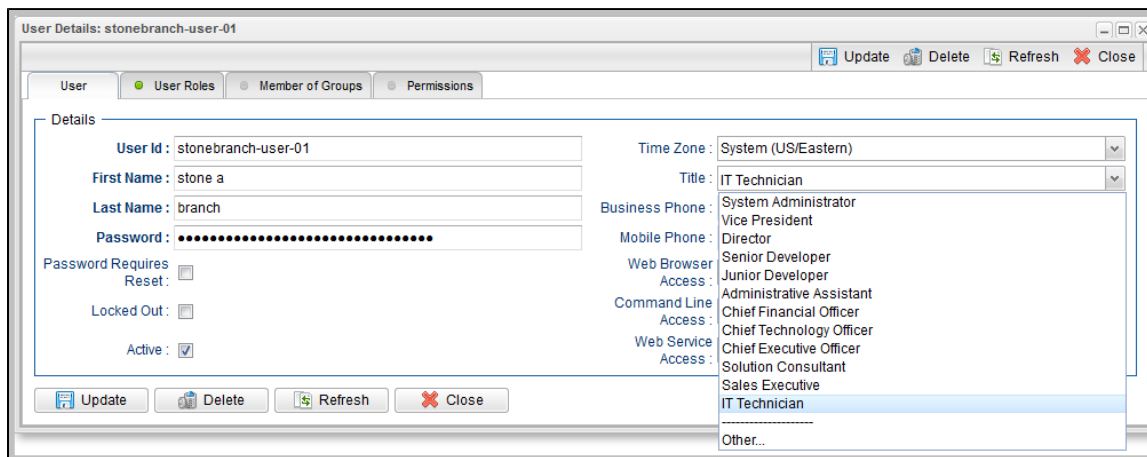 User Details: stonebranch-user-01
Update Delete Refresh Close
User User Roles Member of Groups Permissions
Details
User Id : stonebranch-user-01
Time Zone : System (US/Eastern)
First Name : stone a
Title : IT Technician
Last Name : branch
Business Phone :
Password : ••••••••••••••••••••••••••••••••
Mobile Phone :
Password Requires
Reset :
Web Browser
Access :
Locked Out :
Command Line
Access :
Active :
Web Service
Access :
System Administrator
Vice President
Director
Senior Developer
Junior Developer
Administrative Assistant
Chief Financial Officer
Chief Technology Officer
Chief Executive Officer
Solution Consultant
Sales Executive
IT Technician
--------------------
Other...
Update Delete Refresh Close